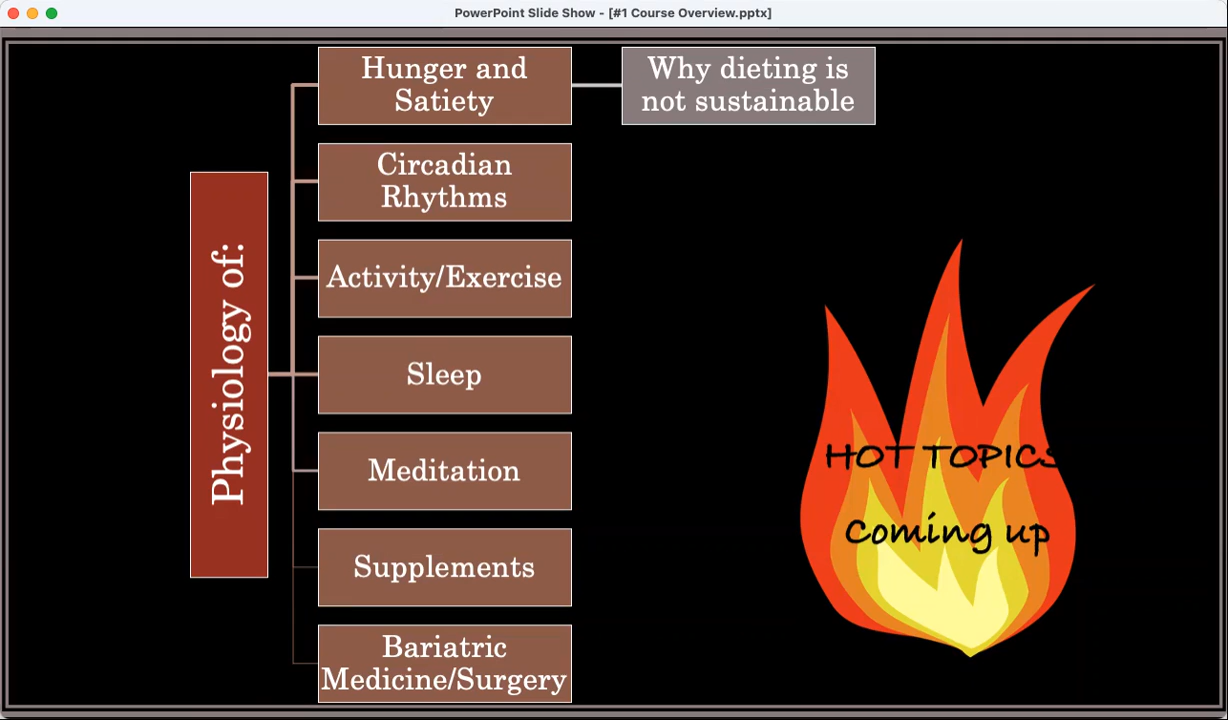 PowerPoint Slide Show - [#1 Course Overview.pptx]
Physiology of:
Hunger and
Satiety
Why dieting is
not sustainable
Circadian
Rhythms
Activity/Exercise
Sleep
Meditation
Supplements
Bariatric
Medicine/Surgery
HOT TOPICS
Coming up